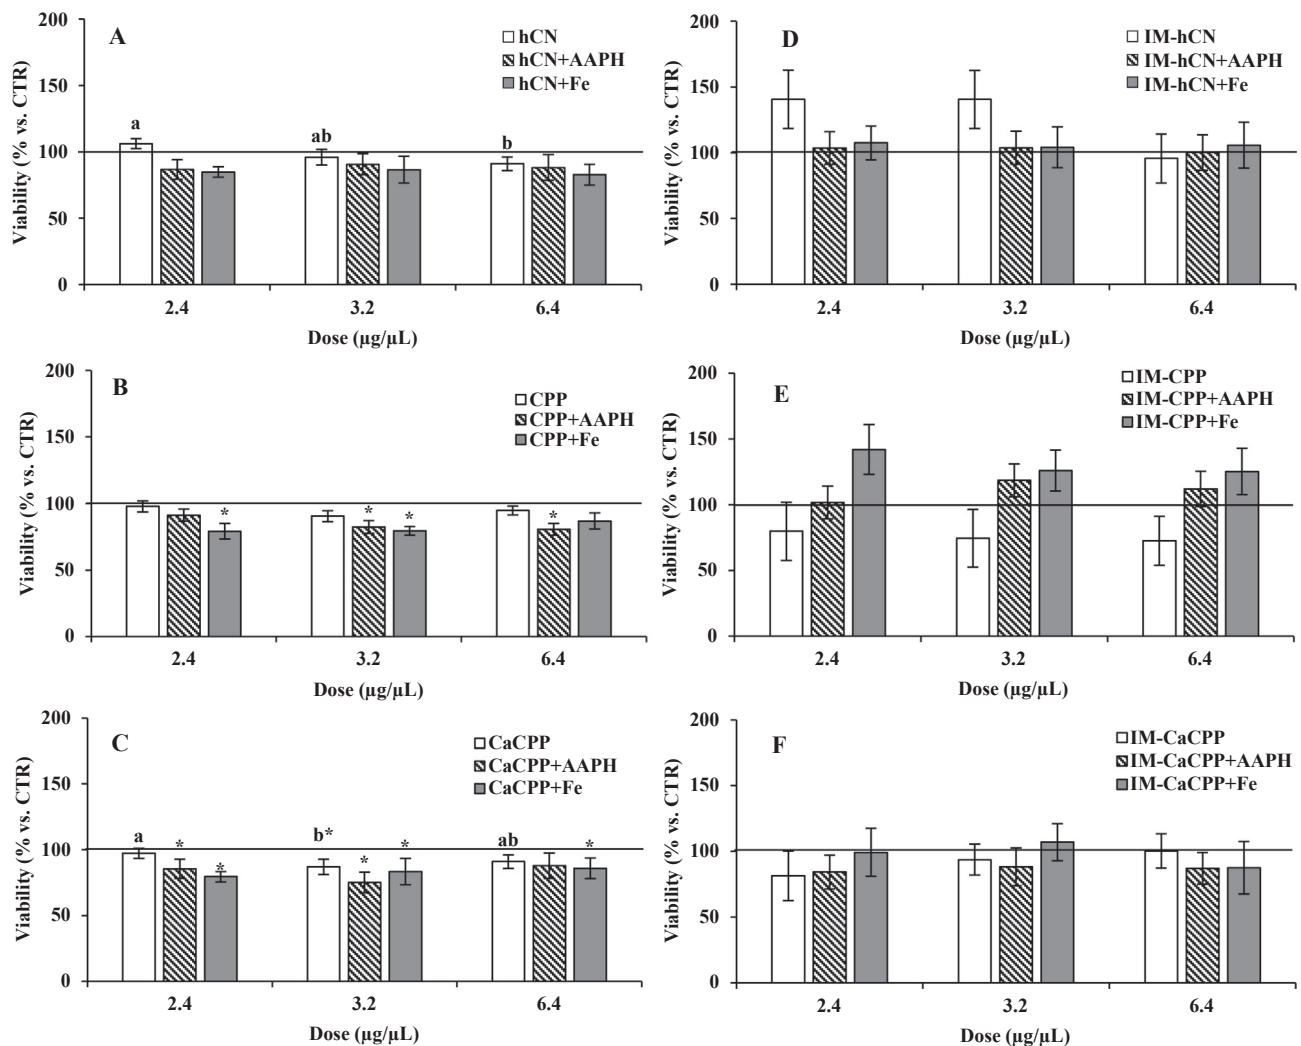 A
hCN
hCN+AAPH
hCN+Fe
Viability (% vs. CTR)
200
150
100
50
0
a
ab
b
2.4 3.2 6.4
Dose (µg/µL)
D
IM-hCN
IM-hCN+AAPH
IM-hCN+Fe
Viability (% vs. CTR)
200
150
100
50
0
2.4 3.2 6.4
Dose (µg/µL)
B
CPP
CPP+AAPH
CPP+Fe
Viability (% vs. CTR)
200
150
100
50
0
* * * *
2.4 3.2 6.4
Dose (µg/µL)
E
IM-CPP
IM-CPP+AAPH
IM-CPP+Fe
Viability (% vs. CTR)
200
150
100
50
0
2.4 3.2 6.4
Dose (µg/µL)
C
CaCPP
CaCPP+AAPH
CaCPP+Fe
Viability (% vs. CTR)
200
150
100
50
0
a * * b* * * ab *
2.4 3.2 6.4
Dose (µg/µL)
F
IM-CaCPP
IM-CaCPP+AAPH
IM-CaCPP+Fe
Viability (% vs. CTR)
200
150
100
50
0
2.4 3.2 6.4
Dose (µg/µL)